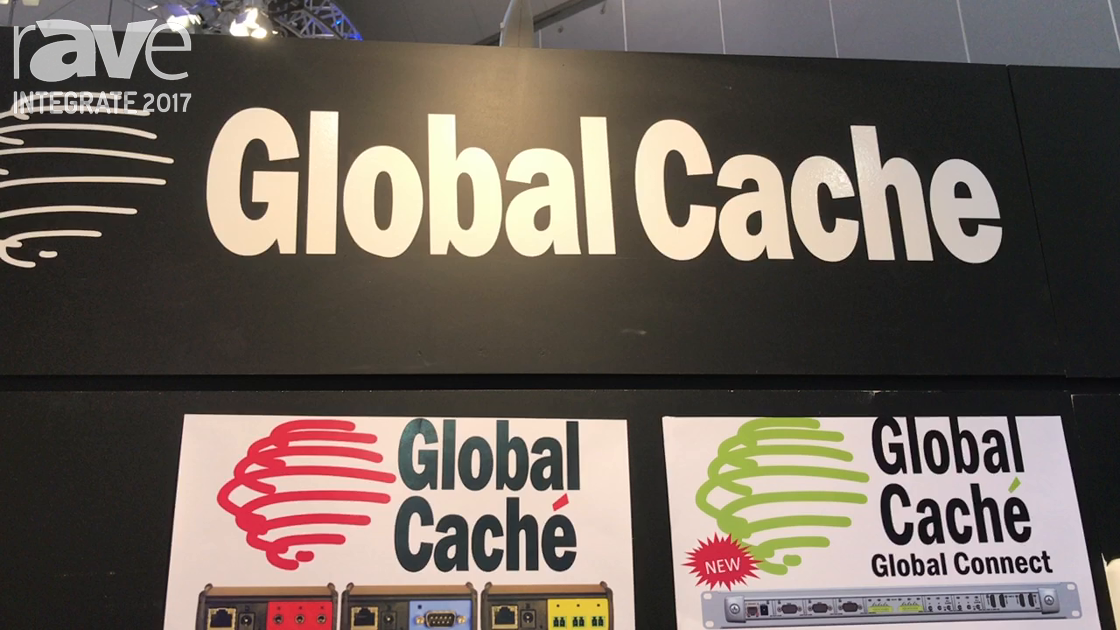 rAVe
INTEGRATE 2017
Global Cache
Global
Caché
Global
Caché
Global Connect
NEW